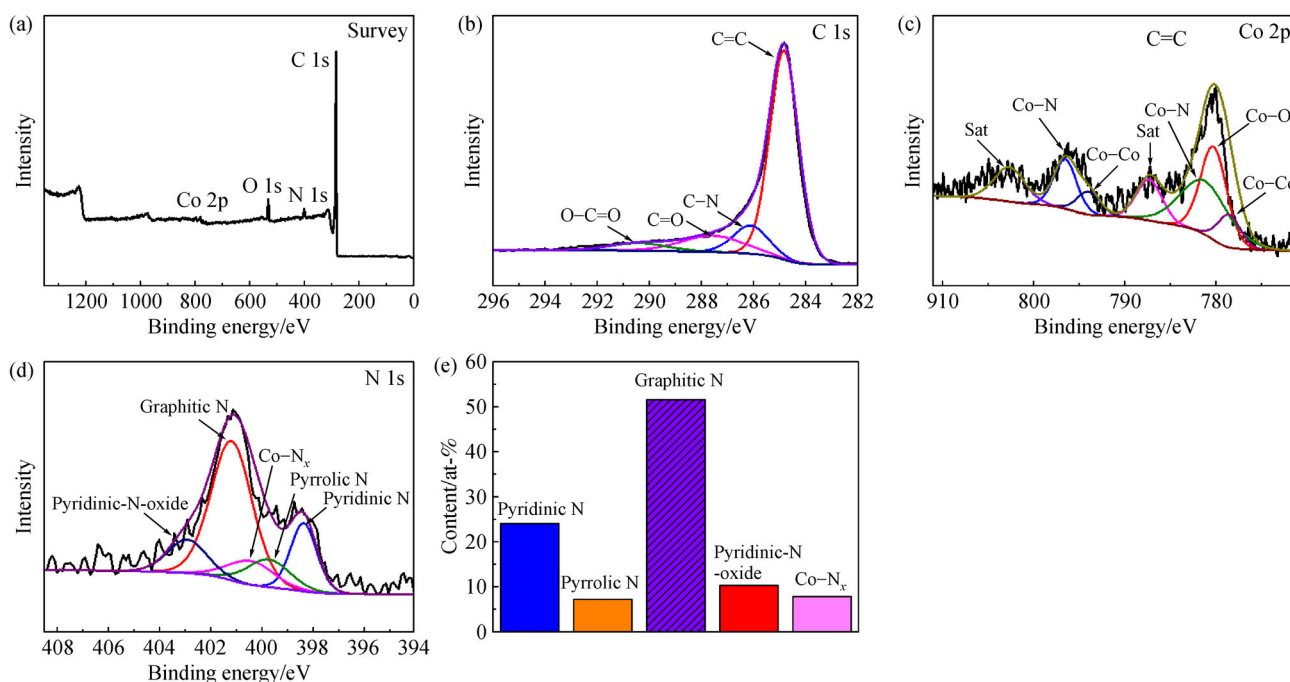 (a)
Survey
C 1s
O 1s
N 1s
Co 2p
Intensity
1200 1000 800 600 400 200 0
Binding energy/eV
(b)
C 1s
C=C
O−C=O
C=O
C−N
Intensity
296 294 292 290 288 286 284 282
Binding energy/eV
(c)
Co 2p
C=C
Sat
Co−N
Co−Co
Sat
Co−N
Co−O
Co−Co
Intensity
910 800 790 780
Binding energy/eV
(d)
N 1s
Graphitic N
Co−Nx
Pyrrolic N
Pyridinic N
Pyridinic-N-oxide
Intensity
408 406 404 402 400 398 396 394
Binding energy/eV
(e)
60
50
40
30
20
10
0
Content/at-%
Pyridinic N
Pyrrolic N
Graphitic N
Pyridinic-N
-oxide
Co−Nx